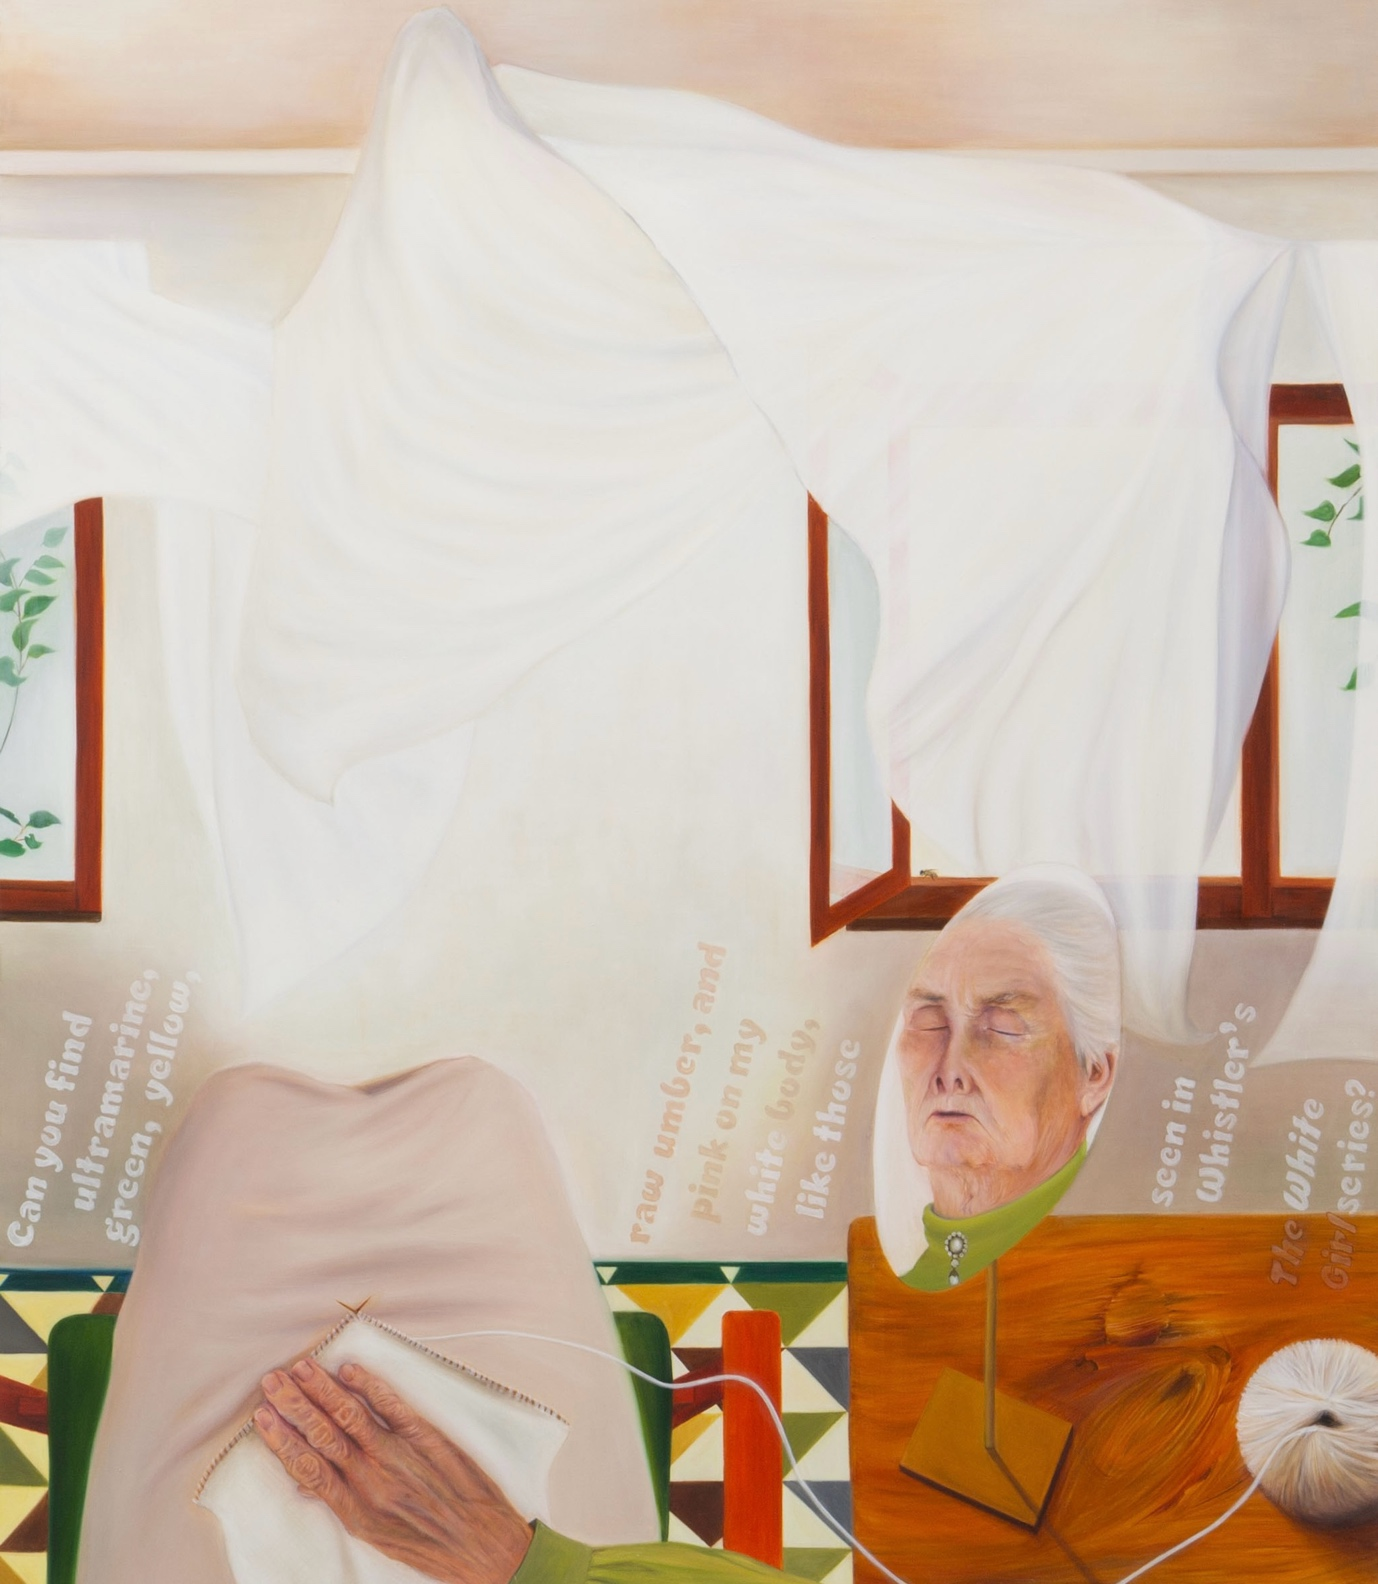 Can you find
ultramarine,
green, yellow,
raw umber, and
pink on my
white body,
like those
seen in
Whistler's
The White
Girl series?